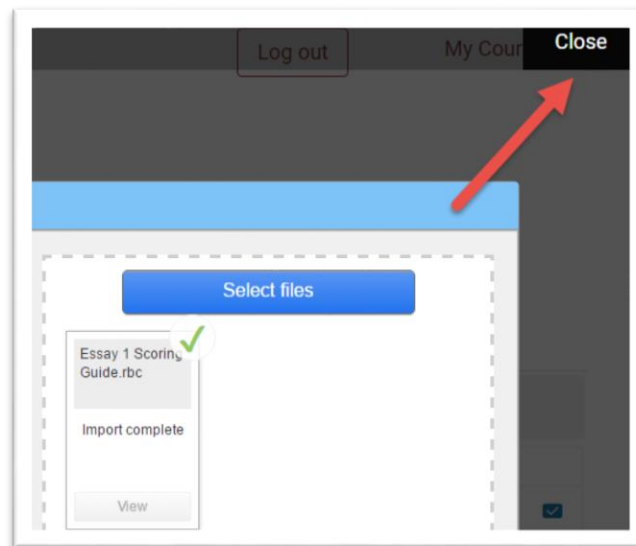 Log out
My Cour
Close
Select files
Essay 1 Scoring
Guide.rbc
Import complete
View